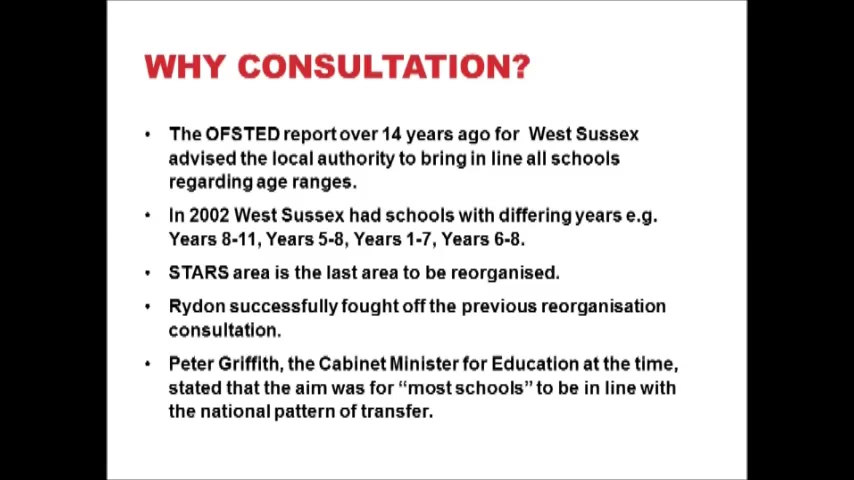 WHY CONSULTATION?
• The OFSTED report over 14 years ago for West Sussex
advised the local authority to bring in line all schools
regarding age ranges.
• In 2002 West Sussex had schools with differing years e.g.
Years 8-11, Years 5-8, Years 1-7, Years 6-8.
• STARS area is the last area to be reorganised.
• Rydon successfully fought off the previous reorganisation
consultation.
• Peter Griffith, the Cabinet Minister for Education at the time,
stated that the aim was for “most schools” to be in line with
the national pattern of transfer.